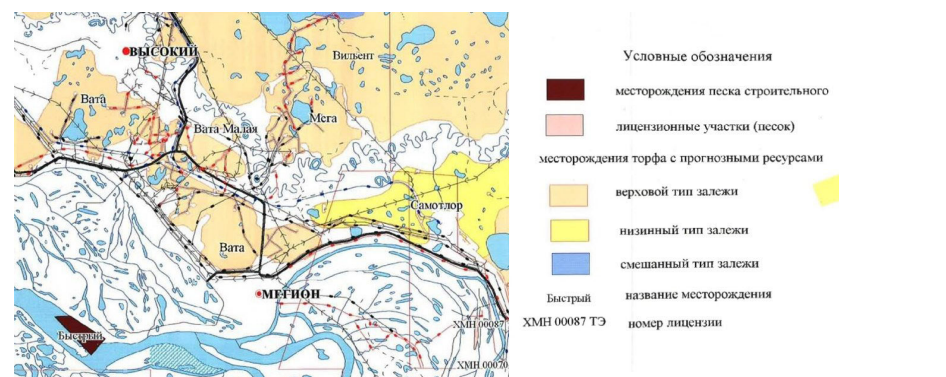 ВЫСОКИЙ
Вильент
Вата
Мега
Вата Малая
Самотлор
Вата
МЕГИОН
Быстрый
ХМН 00087
ХМН 00070
Условные обозначения
месторождения песка строительного
лицензионные участки (песок)
месторождения торфа с прогнозными ресурсами
верховой тип залежи
низинный тип залежи
смешанный тип залежи
Быстрый название месторождения
ХМН 00087 ТЭ номер лицензии